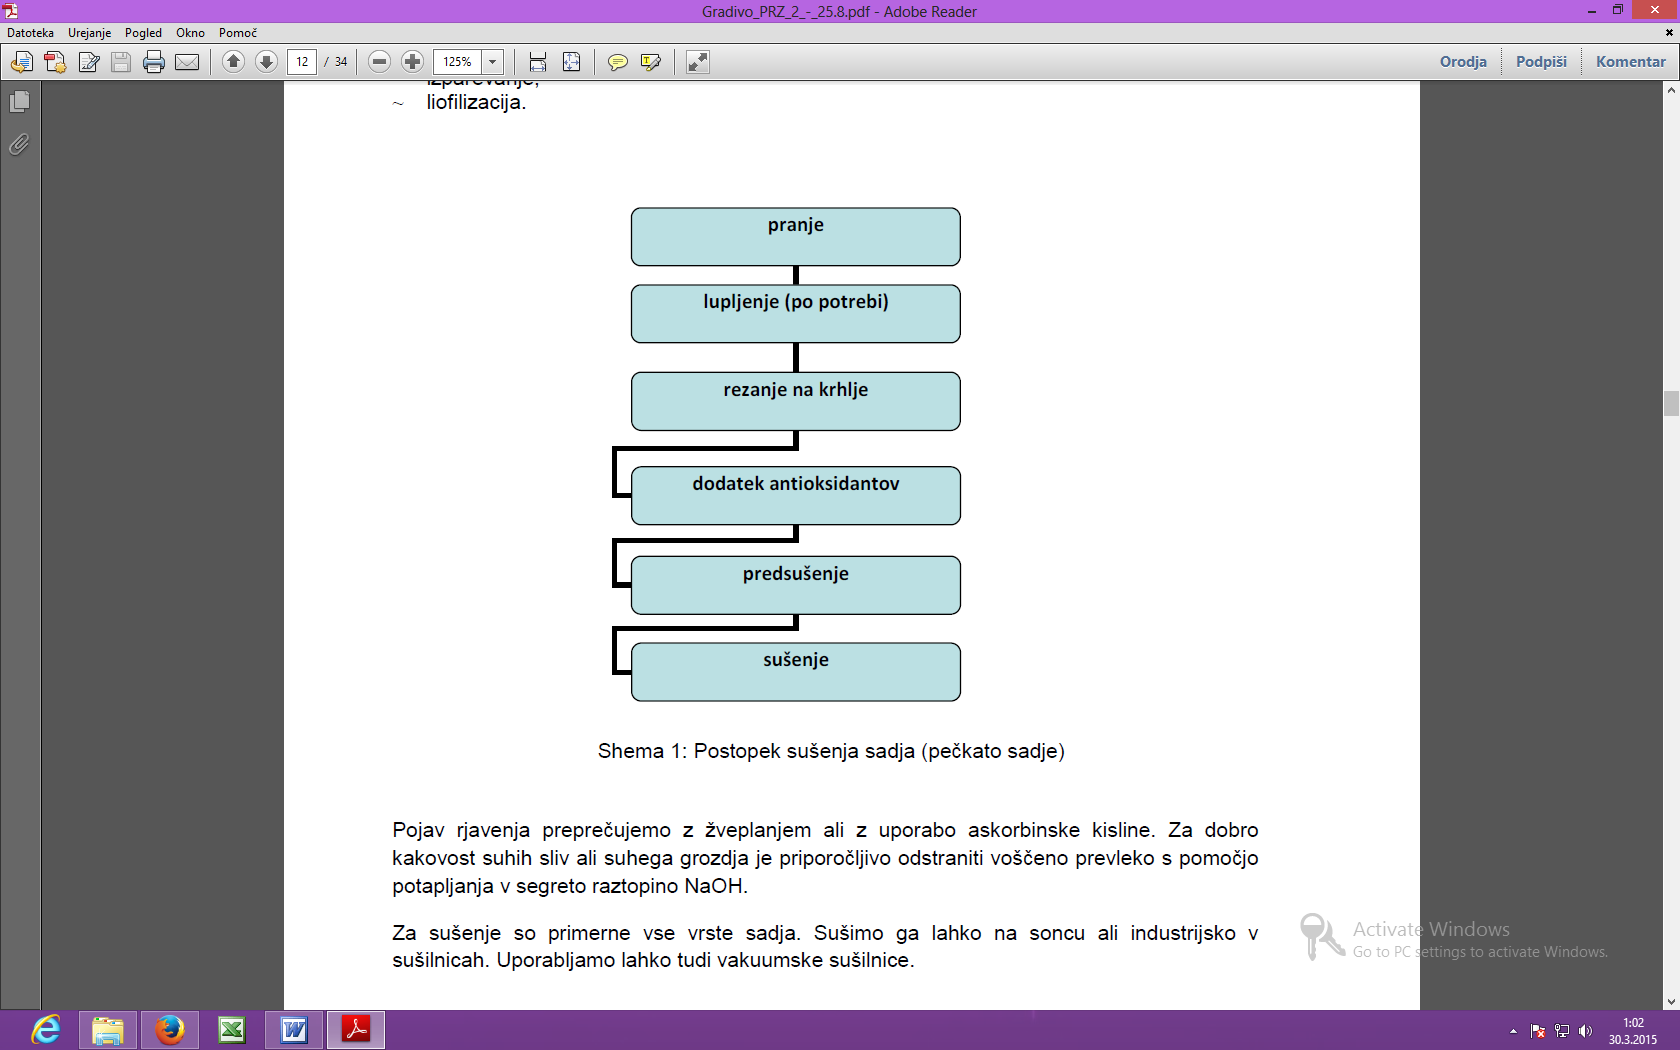 Gradivo_PRZ_2_-_25.8.pdf - Adobe Reader
Datoteka Urejanje Pogled Okno Pomoč
12 / 34 125% Orodja Podpiši Komentar
izparevanje,
~ liofilizacija.
pranje
lupljenje (po potrebi)
rezanje na krhlje
dodatek antioksidantov
predsušenje
sušenje
Shema 1: Postopek sušenja sadja (pečkato sadje)
Pojav rjavenja preprečujemo z žveplanjem ali z uporabo askorbinske kisline. Za dobro
kakovost suhih sliv ali suhega grozdja je priporočljivo odstraniti voščeno prevleko s pomočjo
potapljanja v segreto raztopino NaOH.
Za sušenje so primerne vse vrste sadja. Sušimo ga lahko na soncu ali industrijsko v
sušilnicah. Uporabljamo lahko tudi vakuumske sušilnice.
Activate Windows
Go to PC settings to activate Windows.
1:02
30.3.2015